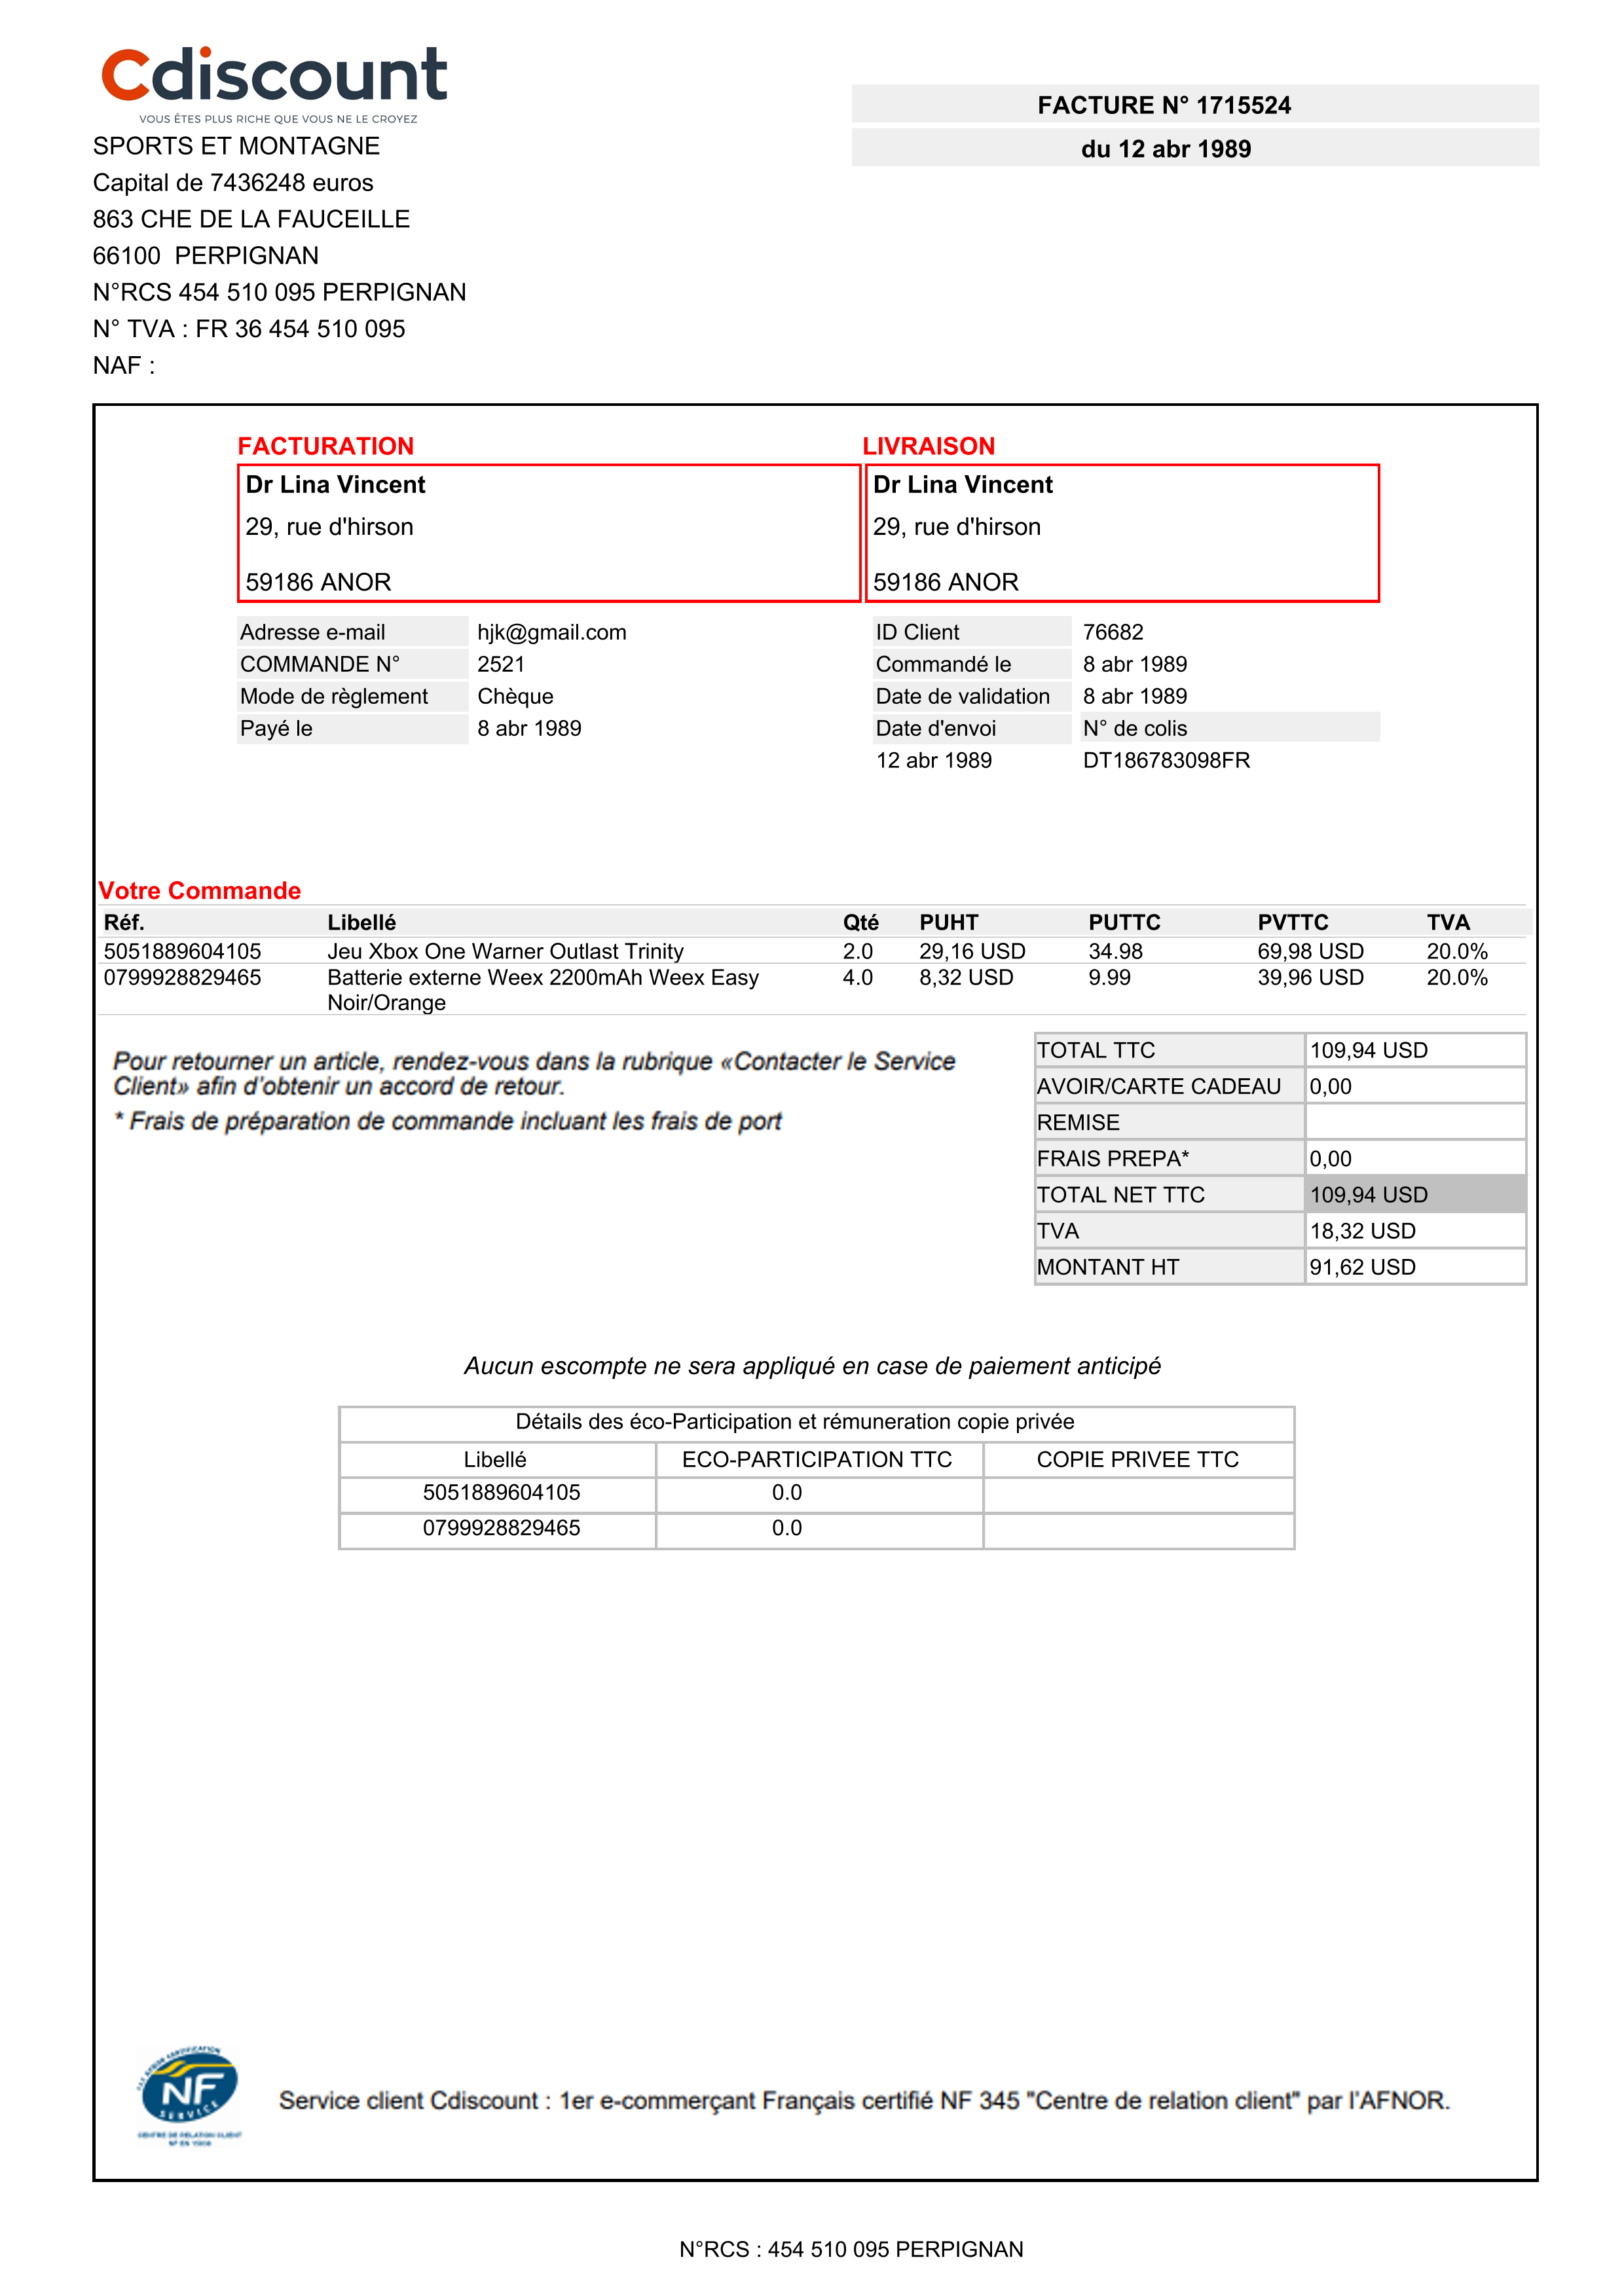 Cdiscount
VOUS ÊTES PLUS RICHE QUE VOUS NE LE CROYEZ
SPORTS ET MONTAGNE
Capital de 7436248 euros
863 CHE DE LA FAUCEILLE
66100 PERPIGNAN
N°RCS 454 510 095 PERPIGNAN
N° TVA : FR 36 454 510 095
NAF :
FACTURE N° 1715524
du 12 abr 1989
FACTURATION
Dr Lina Vincent
29, rue d'hirson
59186 ANOR
LIVRAISON
Dr Lina Vincent
29, rue d'hirson
59186 ANOR
Adresse e-mail hjk@gmail.com
COMMANDE N° 2521
Mode de règlement Chèque
Payé le 8 abr 1989
ID Client 76682
Commandé le 8 abr 1989
Date de validation 8 abr 1989
Date d'envoi N° de colis
12 abr 1989 DT186783098FR
Votre Commande
Réf. Libellé Qté PUHT PUTTC PVTTC TVA
5051889604105 Jeu Xbox One Warner Outlast Trinity 2.0 29,16 USD 34.98 69,98 USD 20.0%
0799928829465 Batterie externe Weex 2200mAh Weex Easy 4.0 8,32 USD 9.99 39,96 USD 20.0%
Noir/Orange
Pour retourner un article, rendez-vous dans la rubrique «Contacter le Service
Client» afin d'obtenir un accord de retour.
* Frais de préparation de commande incluant les frais de port
TOTAL TTC 109,94 USD
AVOIR/CARTE CADEAU 0,00
REMISE
FRAIS PREPA* 0,00
TOTAL NET TTC 109,94 USD
TVA 18,32 USD
MONTANT HT 91,62 USD
Aucun escompte ne sera appliqué en case de paiement anticipé
Détails des éco-Participation et rémuneration copie privée
Libellé ECO-PARTICIPATION TTC COPIE PRIVEE TTC
5051889604105 0.0
0799928829465 0.0
NF
SERVICE
CENTRE DE RELATION CLIENT
Service client Cdiscount : 1er e-commerçant Français certifié NF 345 "Centre de relation client" par l'AFNOR.
N°RCS : 454 510 095 PERPIGNAN